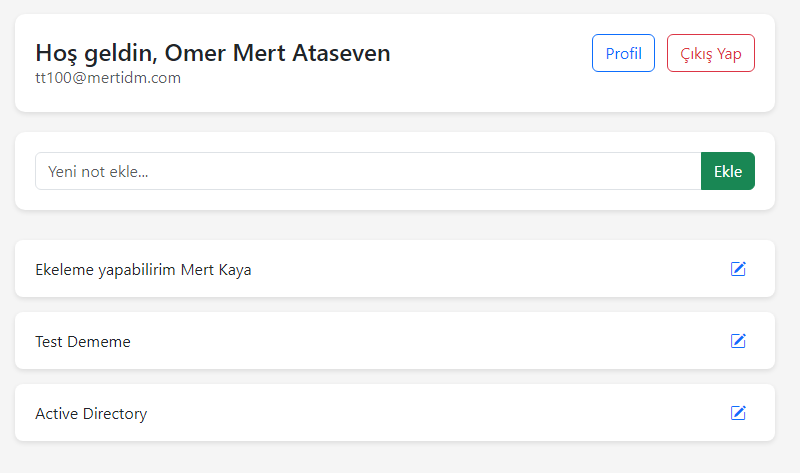 Hoş geldin, Omer Mert Ataseven
tt100@mertidm.com
Profil
Çıkış Yap
Yeni not ekle...
Ekle
Ekeleme yapabilirim Mert Kaya
Test Dememe
Active Directory